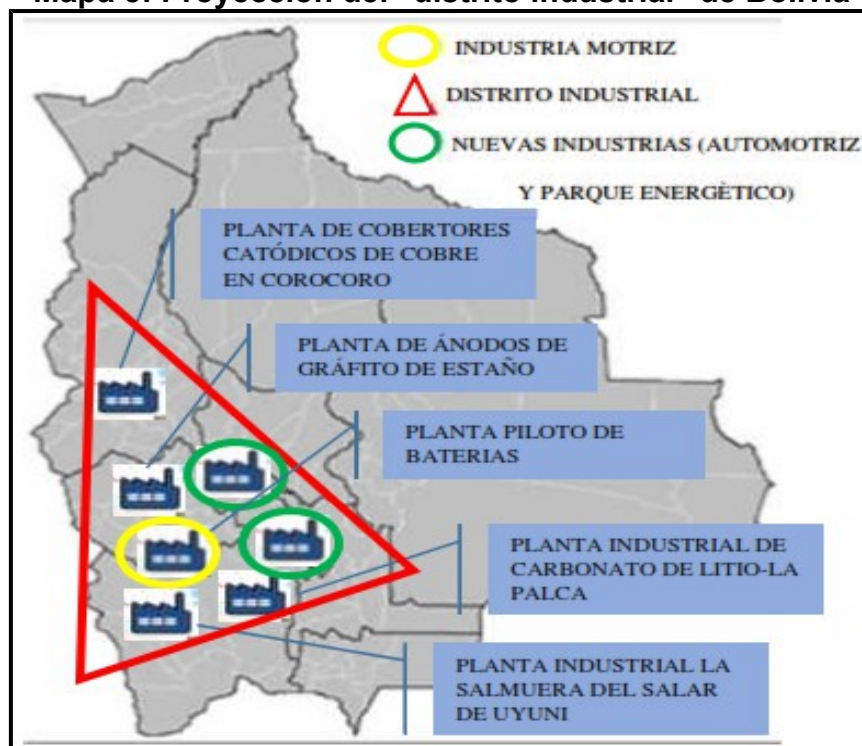 Mapa 3. Proyección del "distrito industrial" de Bolivia
INDUSTRIA MOTRIZ
DISTRITO INDUSTRIAL
NUEVAS INDUSTRIAS (AUTOMOTRIZ
Y PARQUE ENERGÈTICO)
PLANTA DE COBERTORES
CATÓDICOS DE COBRE
EN COROCORO
PLANTA DE ÁNODOS DE
GRÁFITO DE ESTAÑO
PLANTA PILOTO DE
BATERIAS
PLANTA INDUSTRIAL DE
CARBONATO DE LITIO-LA
PALCA
PLANTA INDUSTRIAL LA
SALMUERA DEL SALAR
DE UYUNI